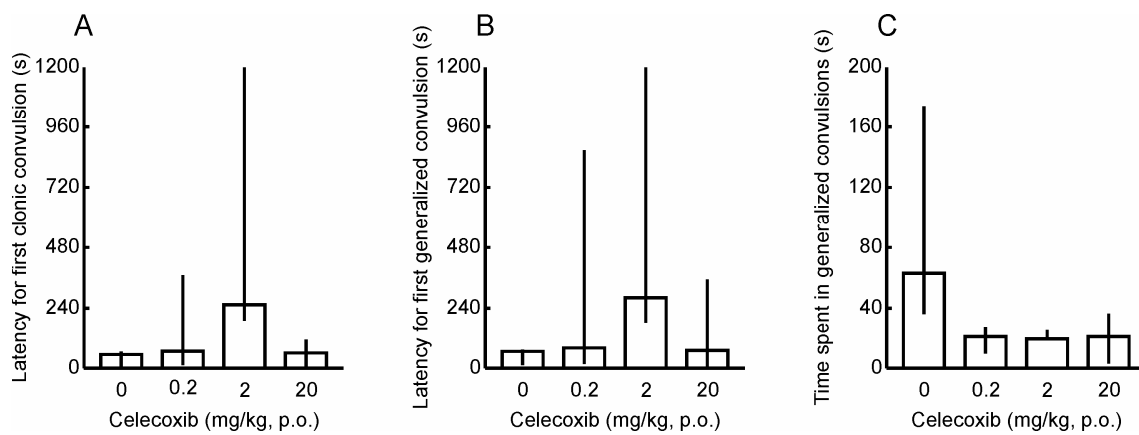 A
Latency for first clonic convulsion (s)
1200
960
720
480
240
0
0 0.2 2 20
Celecoxib (mg/kg, p.o.)
B
Latency for first generalized convulsion (s)
1200
960
720
480
240
0
0 0.2 2 20
Celecoxib (mg/kg, p.o.)
C
Time spent in generalized convulsions (s)
200
160
120
80
40
0
0 0.2 2 20
Celecoxib (mg/kg, p.o.)